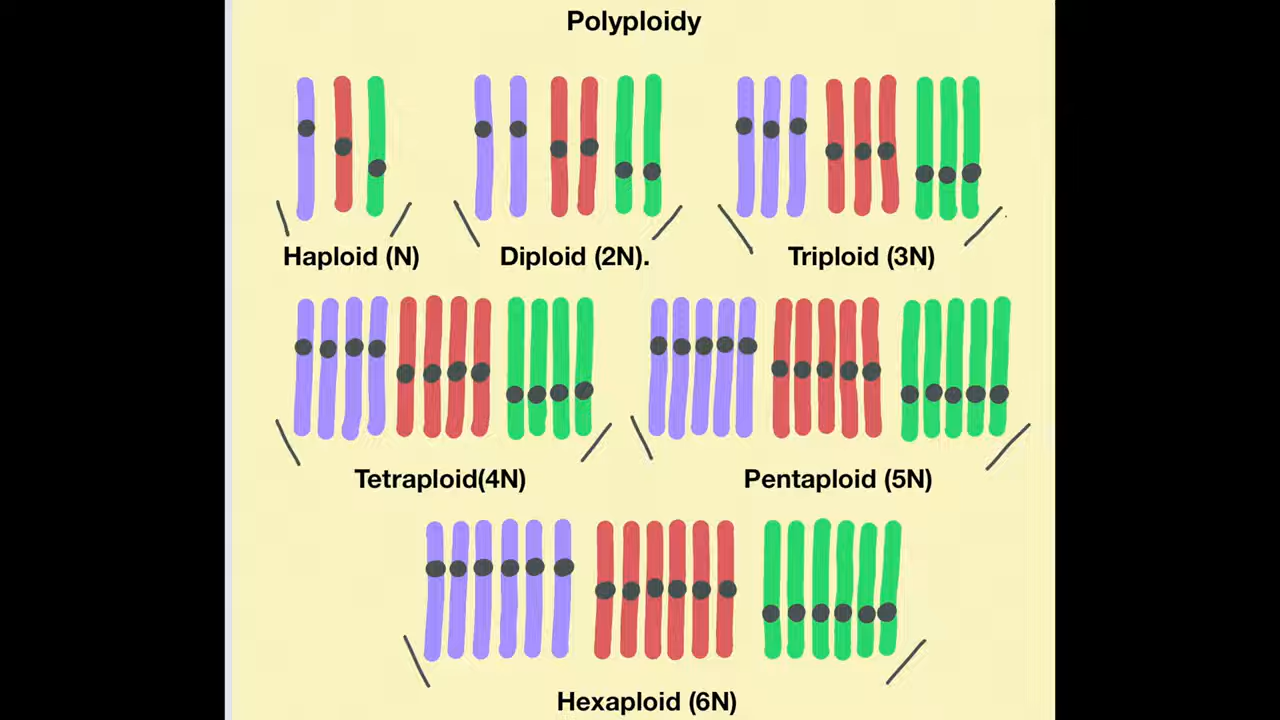 Polyploidy
Haploid (N)
Diploid (2N).
Triploid (3N)
Tetraploid(4N)
Pentaploid (5N)
Hexaploid (6N)